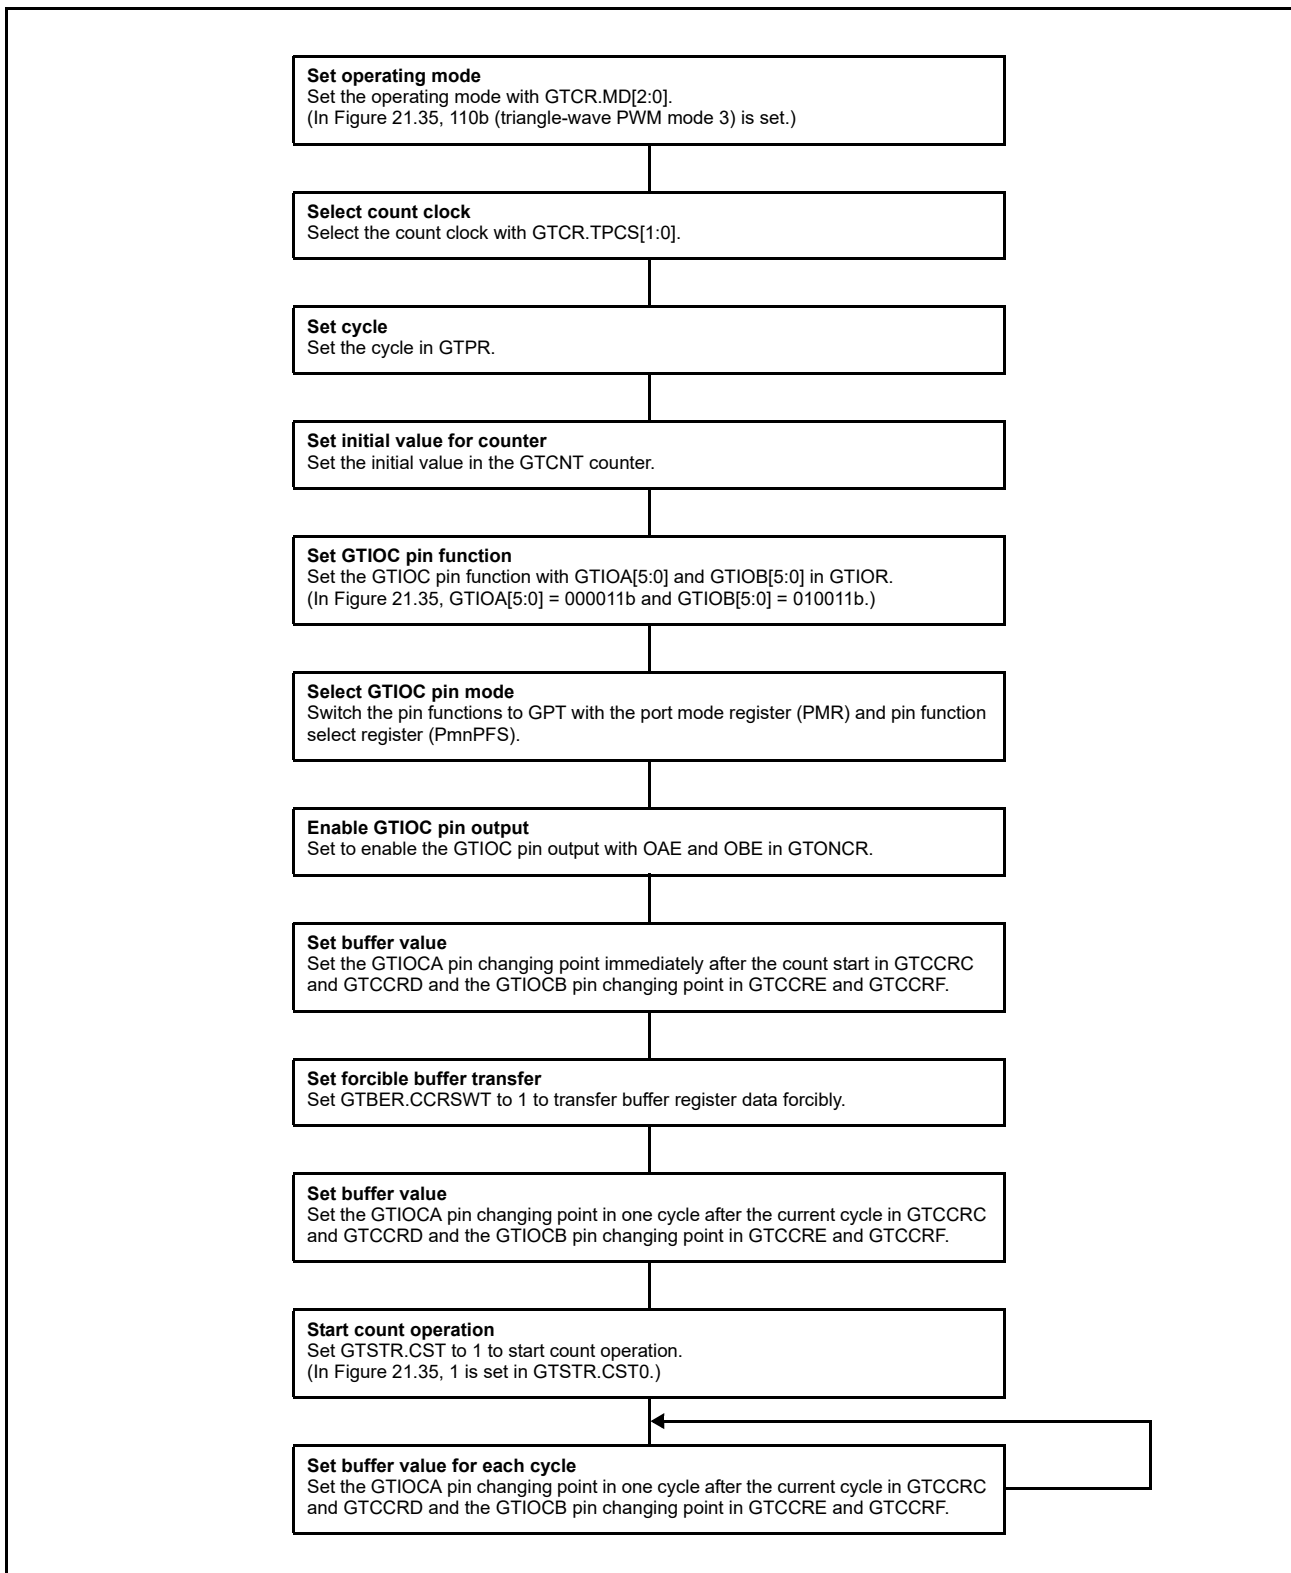 Set operating mode
Set the operating mode with GTCR.MD[2:0].
(In Figure 21.35, 110b (triangle-wave PWM mode 3) is set.)
Select count clock
Select the count clock with GTCR.TPCS[1:0].
Set cycle
Set the cycle in GTPR.
Set initial value for counter
Set the initial value in the GTCNT counter.
Set GTIOC pin function
Set the GTIOC pin function with GTIOA[5:0] and GTIOB[5:0] in GTIOR.
(In Figure 21.35, GTIOA[5:0] = 000011b and GTIOB[5:0] = 010011b.)
Select GTIOC pin mode
Switch the pin functions to GPT with the port mode register (PMR) and pin function
select register (PmnPFS).
Enable GTIOC pin output
Set to enable the GTIOC pin output with OAE and OBE in GTONCR.
Set buffer value
Set the GTIOCA pin changing point immediately after the count start in GTCCRC
and GTCCRD and the GTIOCB pin changing point in GTCCRE and GTCCRF.
Set forcible buffer transfer
Set GTBER.CCRSWT to 1 to transfer buffer register data forcibly.
Set buffer value
Set the GTIOCA pin changing point in one cycle after the current cycle in GTCCRC
and GTCCRD and the GTIOCB pin changing point in GTCCRE and GTCCRF.
Start count operation
Set GTSTR.CST to 1 to start count operation.
(In Figure 21.35, 1 is set in GTSTR.CST0.)
Set buffer value for each cycle
Set the GTIOCA pin changing point in one cycle after the current cycle in GTCCRC
and GTCCRD and the GTIOCB pin changing point in GTCCRE and GTCCRF.